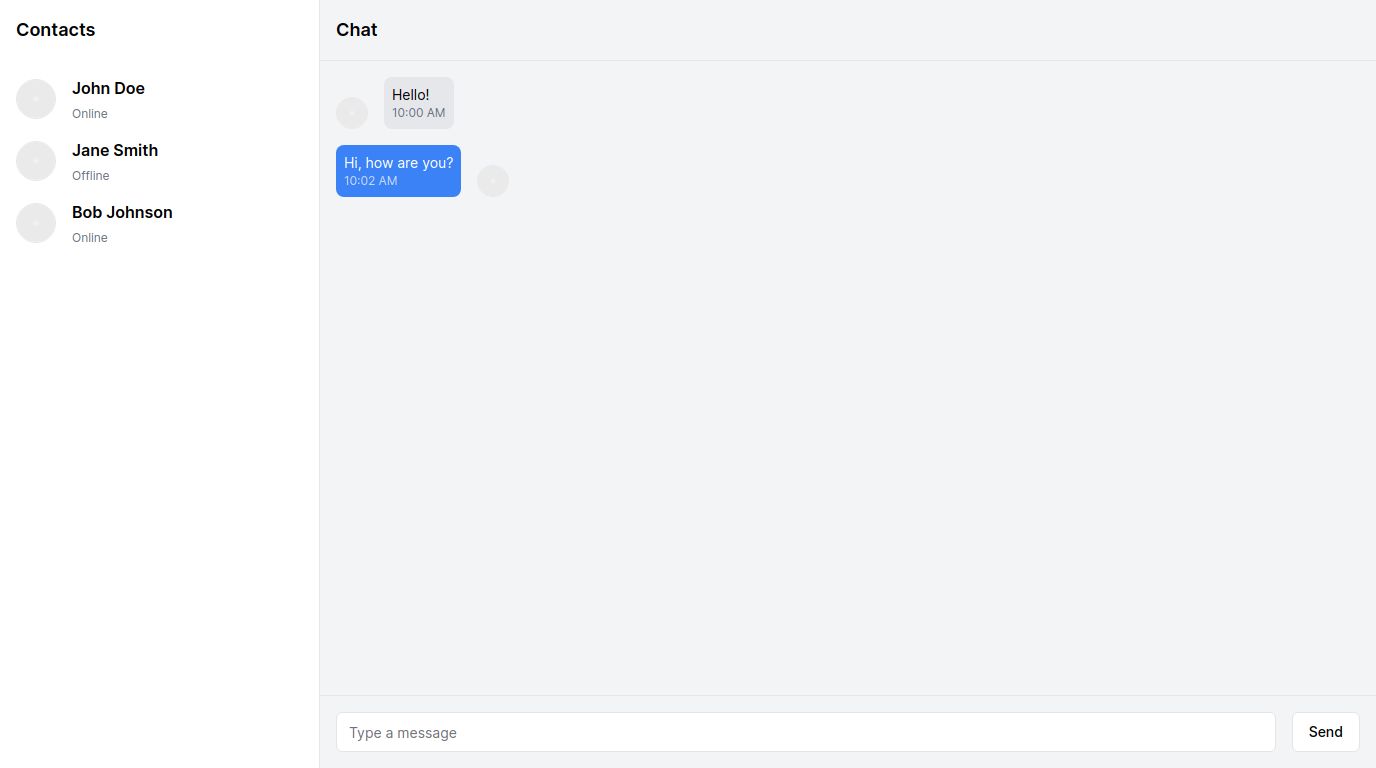 Contacts
John Doe
Online
Jane Smith
Offline
Bob Johnson
Online
Chat
Hello!
10:00 AM
Hi, how are you?
10:02 AM
Type a message
Send